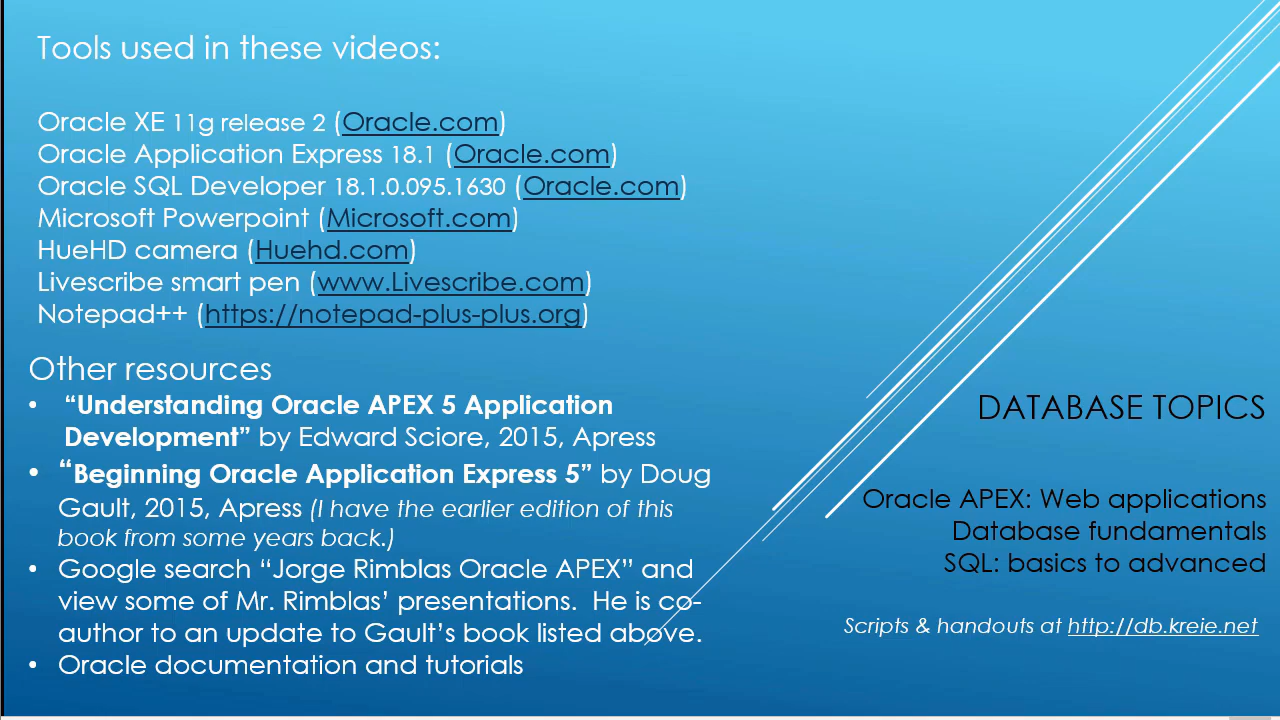 Tools used in these videos:
Oracle XE 11g release 2 (Oracle.com)
Oracle Application Express 18.1 (Oracle.com)
Oracle SQL Developer 18.1.0.095.1630 (Oracle.com)
Microsoft Powerpoint (Microsoft.com)
HueHD camera (Huehd.com)
Livescribe smart pen (www.Livescribe.com)
Notepad++ (https://notepad-plus-plus.org)
Other resources
• “Understanding Oracle APEX 5 Application
Development” by Edward Sciore, 2015, Apress
• “Beginning Oracle Application Express 5” by Doug
Gault, 2015, Apress (I have the earlier edition of this
book from some years back.)
• Google search “Jorge Rimblas Oracle APEX” and
view some of Mr. Rimblas’ presentations. He is co-
author to an update to Gault’s book listed above.
• Oracle documentation and tutorials
DATABASE TOPICS
Oracle APEX: Web applications
Database fundamentals
SQL: basics to advanced
Scripts & handouts at http://db.kreie.net